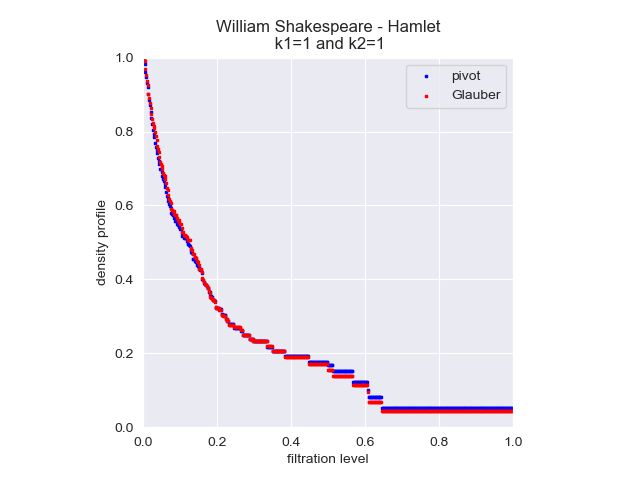 William Shakespeare - Hamlet
k1=1 and k2=1
pivot
Glauber
density profile
1.0
0.8
0.6
0.4
0.2
0.0
0.0 0.2 0.4 0.6 0.8 1.0
filtration level